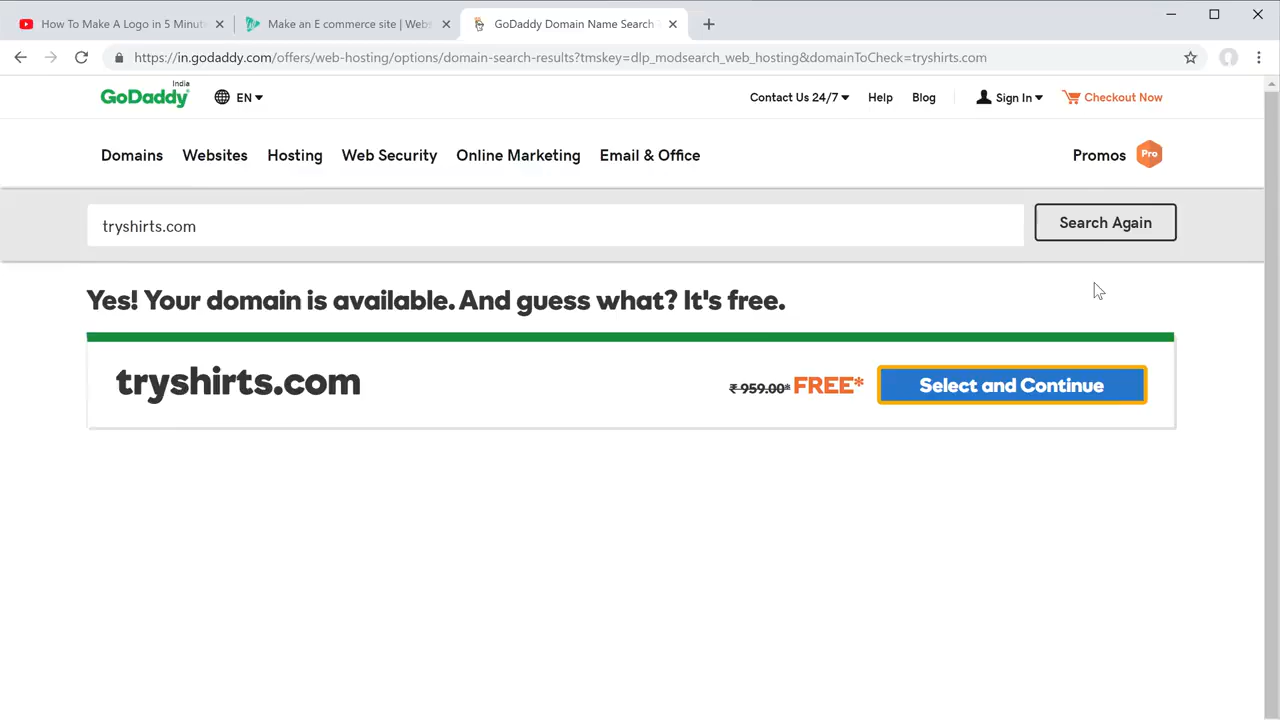 How To Make A Logo in 5 Minute
Make an E commerce site | Webs
GoDaddy Domain Name Search
https://in.godaddy.com/offers/web-hosting/options/domain-search-results?tmskey=dlp_modsearch_web_hosting&domainToCheck=tryshirts.com
GoDaddy India EN Contact Us 24/7 Help Blog Sign In Checkout Now
Domains Websites Hosting Web Security Online Marketing Email & Office Promos Pro
tryshirts.com Search Again
Yes! Your domain is available. And guess what? It's free.
tryshirts.com ₹ 959.00* FREE* Select and Continue